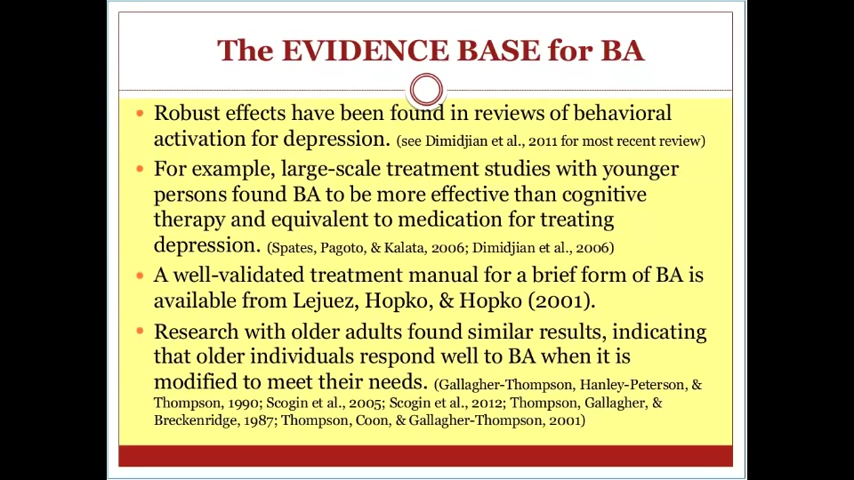 The EVIDENCE BASE for BA
• Robust effects have been found in reviews of behavioral
activation for depression. (see Dimidjian et al., 2011 for most recent review)
• For example, large-scale treatment studies with younger
persons found BA to be more effective than cognitive
therapy and equivalent to medication for treating
depression. (Spates, Pagoto, & Kalata, 2006; Dimidjian et al., 2006)
• A well-validated treatment manual for a brief form of BA is
available from Lejuez, Hopko, & Hopko (2001).
• Research with older adults found similar results, indicating
that older individuals respond well to BA when it is
modified to meet their needs. (Gallagher-Thompson, Hanley-Peterson, &
Thompson, 1990; Scogin et al., 2005; Scogin et al., 2012; Thompson, Gallagher, &
Breckenridge, 1987; Thompson, Coon, & Gallagher-Thompson, 2001)